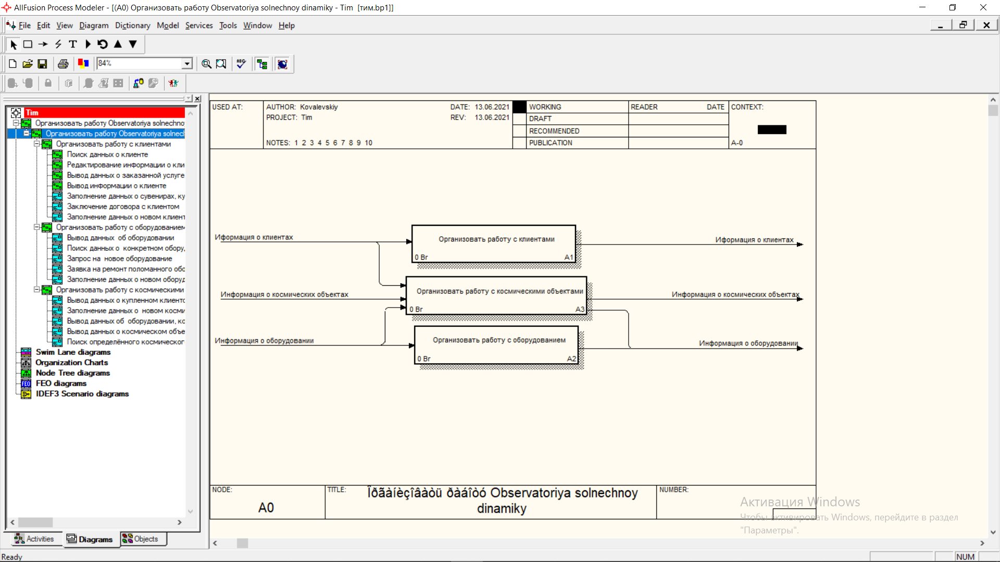 AllFusion Process Modeler - [(A0) Организовать работу Observatoriya solnechnoy dinamiky - Tim [тим.bp1]]
File Edit View Diagram Dictionary Model Services Tools Window Help
84%
Tim
Организовать работу Observatoriya solnechno
Организовать работу Observatoriya solnec
Организовать работу с клиентами
Поиск данных о клиенте
Редактирование информации о кли
Вывод данных о заказанной услуге
Вывод информации о клиенте
Заполнение данных о сувенирах, ку
Заключение договора с клиентом
Заполнение данных о новом клиент
Организовать работу с оборудованием
Вывод данных об оборудовании
Поиск данных о конкретном обору,
Запрос на новое оборудование
Заявка на ремонт поломанного обо
Заполнение данных о новом оборуд
Организовать работу с космическими
Вывод данных о купленном клиенто
Заполнение данных о новом косми
Вывод данных об оборудовании, ко
Вывод данных о космическом объе
Поиск определённого космическог
Swim Lane diagrams
Organization Charts
Node Tree diagrams
FEO diagrams
IDEF3 Scenario diagrams
Activities Diagrams Objects
Ready
USED AT:
AUTHOR: Kovalevskiy
DATE: 13.06.2021
PROJECT: Tim
REV: 13.06.2021
NOTES: 1 2 3 4 5 6 7 8 9 10
WORKING
DRAFT
RECOMMENDED
PUBLICATION
READER DATE
CONTEXT:
A-0
Иформация о клиентах
Организовать работу с клиентами
0 Br A1
Иформация о клиентах
Информация о космических объектах
Организовать работу с космическими объектами
0 Br A3
Информация о космических объектах
Информация о оборудовании
Организовать работу с оборудованием
0 Br A2
Информация о оборудовании
NODE:
A0
TITLE:
Îðãàíèçîâàòü ðàáîòó Observatoriya solnechnoy
dinamiky
NUMBER:
Активация Windows
Чтобы активировать Windows, перейдите в раздел
"Параметры".
NUM